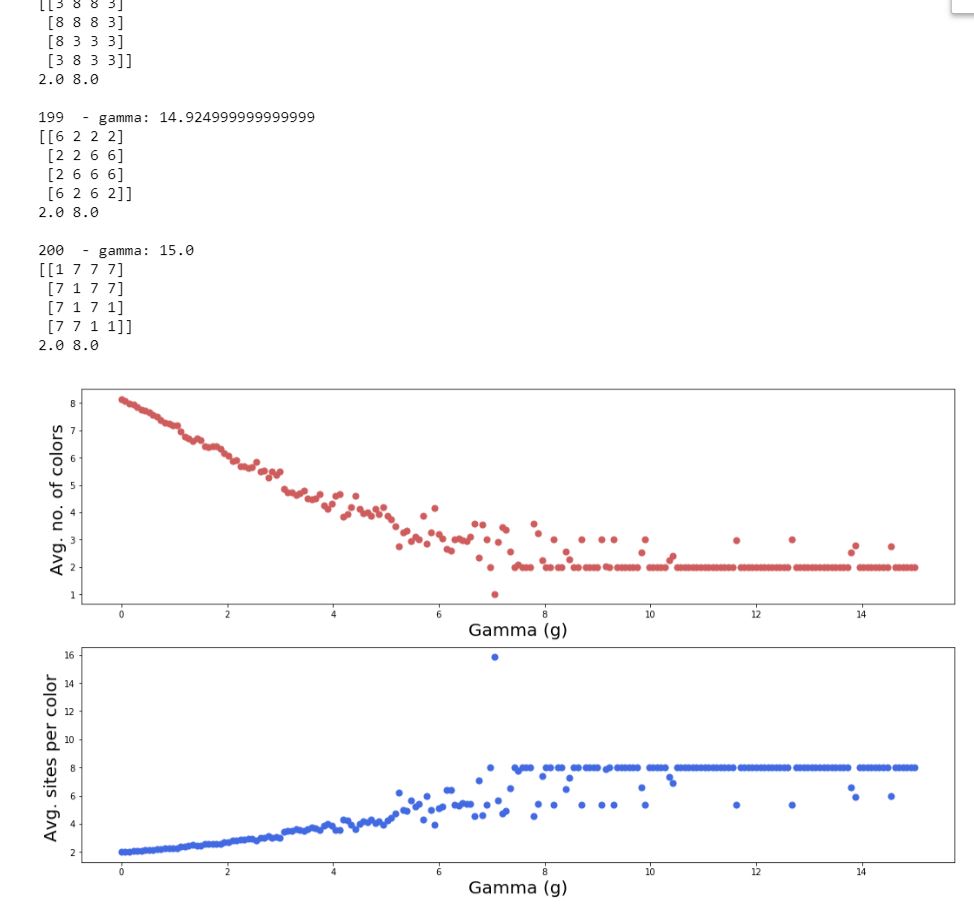 [[3 8 8 3]
[8 8 8 3]
[8 3 3 3]
[3 8 3 3]]
2.0 8.0
199 - gamma: 14.924999999999999
[[6 2 2 2]
[2 2 6 6]
[2 6 6 6]
[6 2 6 2]]
2.0 8.0
200 - gamma: 15.0
[[1 7 7 7]
[7 1 7 7]
[7 1 7 1]
[7 7 1 1]]
2.0 8.0
Avg. no. of colors
8
7
6
5
4
3
2
1
0 2 4 6 8 10 12 14
Gamma (g)
Avg. sites per color
16
14
12
10
8
6
4
2
0 2 4 6 8 10 12 14
Gamma (g)